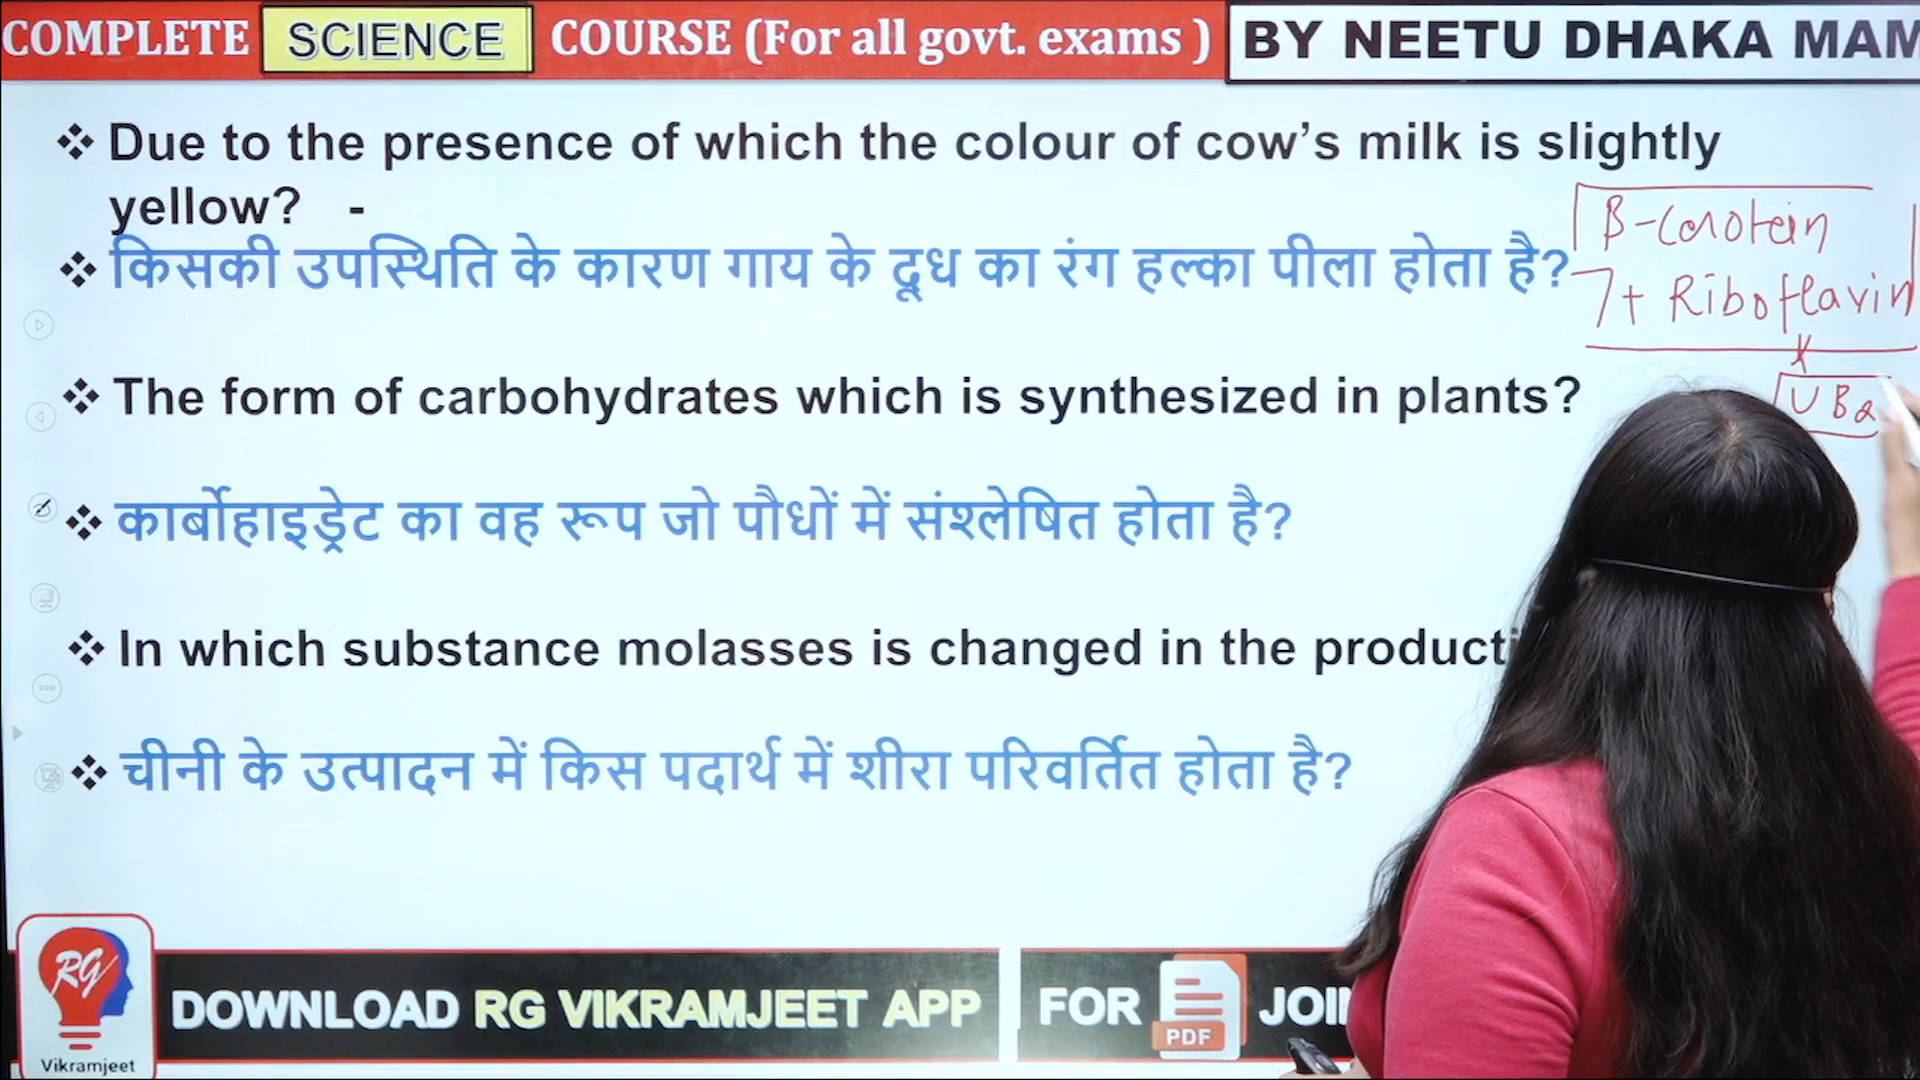 COMPLETE SCIENCE COURSE (For all govt. exams ) BY NEETU DHAKA MAM
❖ Due to the presence of which the colour of cow’s milk is slightly
yellow? -
❖ किसकी उपस्थिति के कारण गाय के दूध का रंग हल्का पीला होता है?
β-carotein
+ Riboflavin
B2
❖ The form of carbohydrates which is synthesized in plants?
❖ कार्बोहाइड्रेट का वह रूप जो पौधों में संश्लेषित होता है?
❖ In which substance molasses is changed in the
❖ चीनी के उत्पादन में किस पदार्थ में शीरा परिवर्तित होता है?
RG
Vikramjeet
DOWNLOAD RG VIKRAMJEET APP
FOR PDF